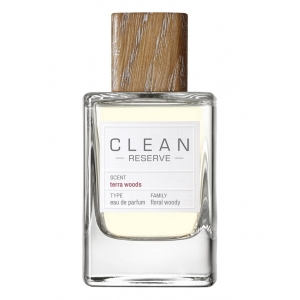 CLEAN
— RESERVE —
SCENT
terra woods
TYPE FAMILY
eau de parfum floral woody